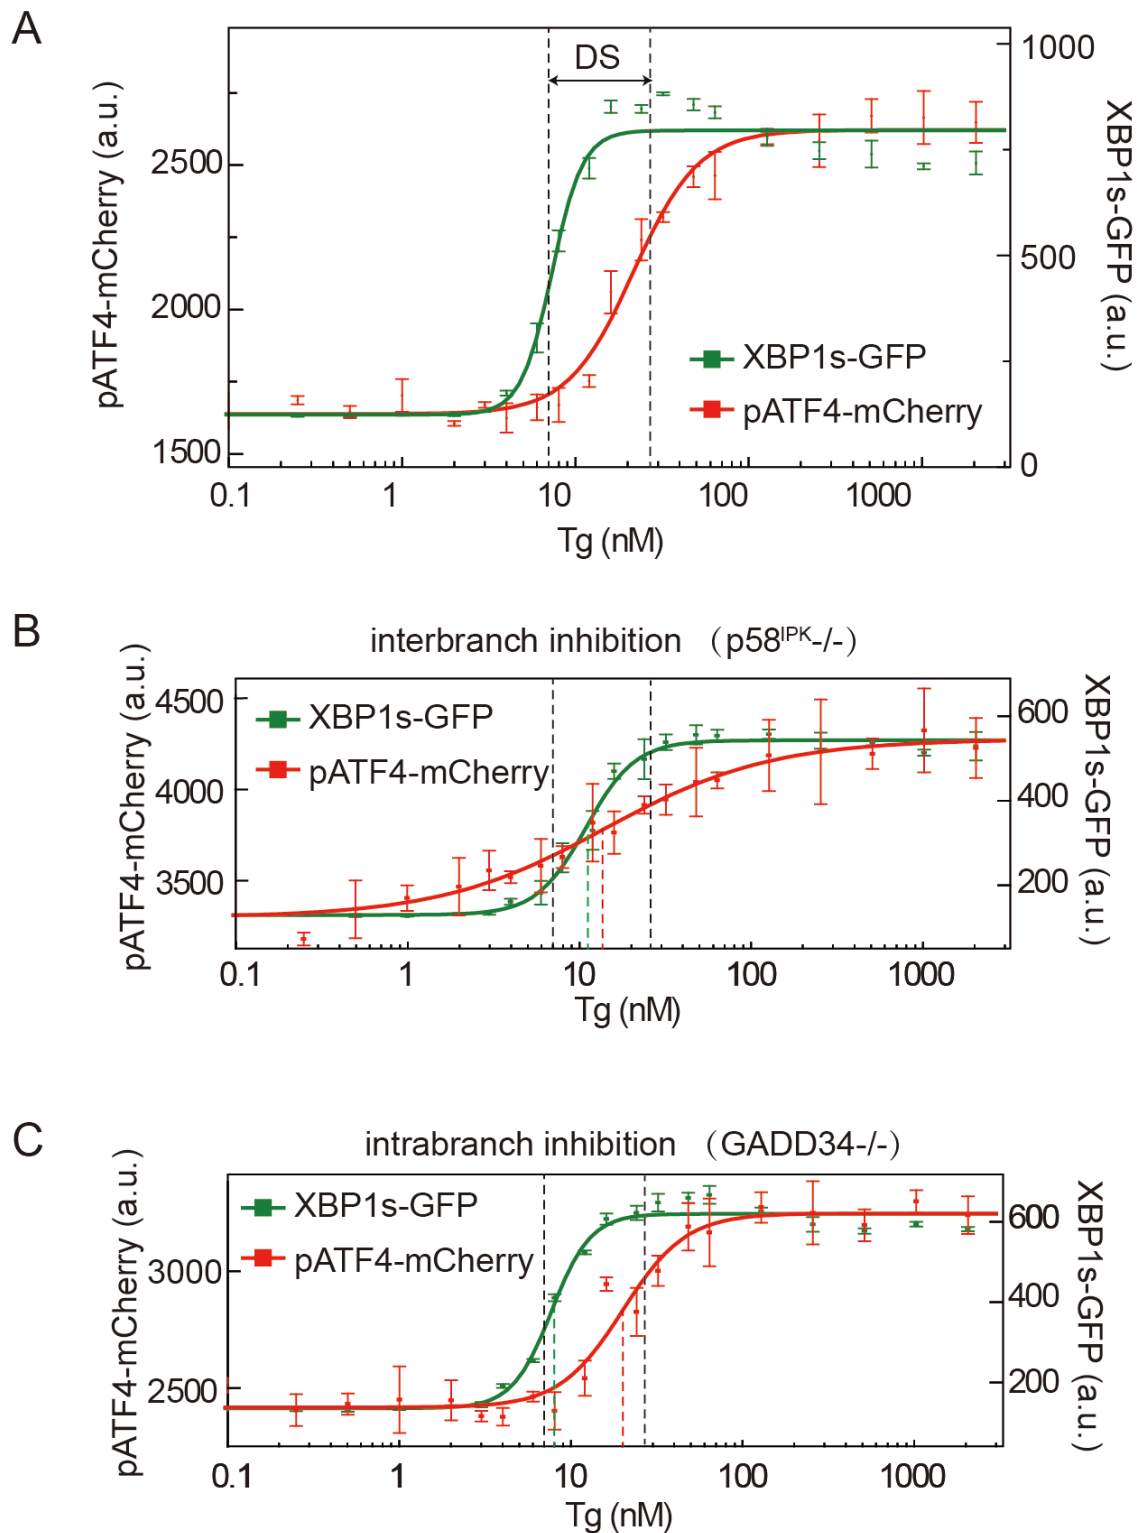 A
DS
1000
2500
2000
1500
500
0
pATF4-mCherry (a.u.)
XBP1s-GFP (a.u.)
XBP1s-GFP
pATF4-mCherry
0.1 1 10 100 1000
Tg (nM)
B
interbranch inhibition (p58IPK-/-)
4500
4000
3500
600
400
200
pATF4-mCherry (a.u.)
XBP1s-GFP (a.u.)
XBP1s-GFP
pATF4-mCherry
0.1 1 10 100 1000
Tg (nM)
C
intrabranch inhibition (GADD34-/-)
3000
2500
600
400
200
pATF4-mCherry (a.u.)
XBP1s-GFP (a.u.)
XBP1s-GFP
pATF4-mCherry
0.1 1 10 100 1000
Tg (nM)